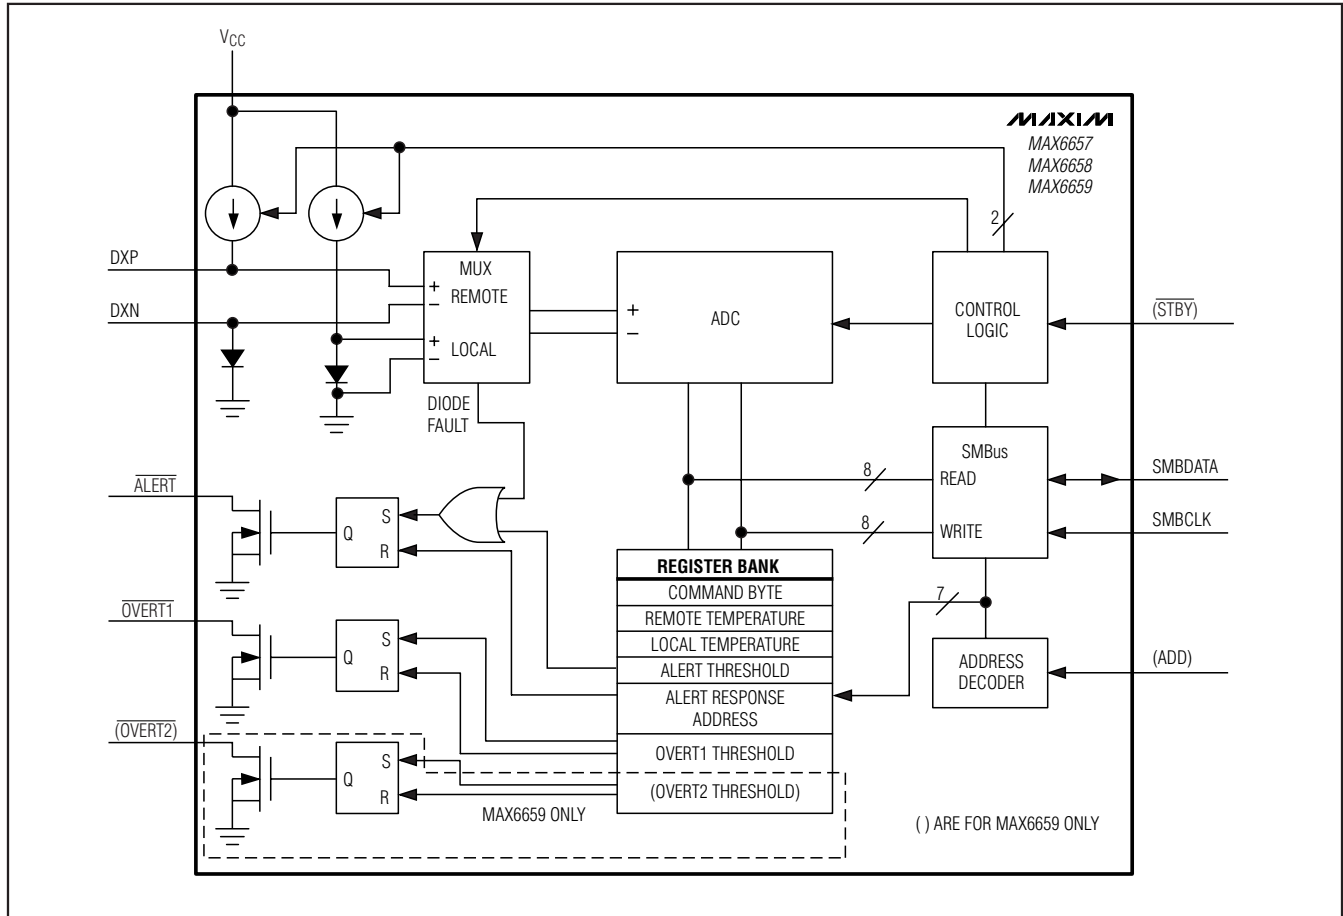 VCC
MAXIM
MAX6657
MAX6658
MAX6659
2
DXP
DXN
MUX
+
REMOTE
−
+
LOCAL
−
+
−
ADC
CONTROL
LOGIC
(STBY)
DIODE
FAULT
SMBus
READ
WRITE
8
8
SMBDATA
SMBCLK
ALERT
S
Q
R
REGISTER BANK
COMMAND BYTE
REMOTE TEMPERATURE
LOCAL TEMPERATURE
ALERT THRESHOLD
ALERT RESPONSE
ADDRESS
OVERT1 THRESHOLD
(OVERT2 THRESHOLD)
7
ADDRESS
DECODER
(ADD)
OVERT1
S
Q
R
(OVERT2)
S
Q
R
MAX6659 ONLY
( ) ARE FOR MAX6659 ONLY